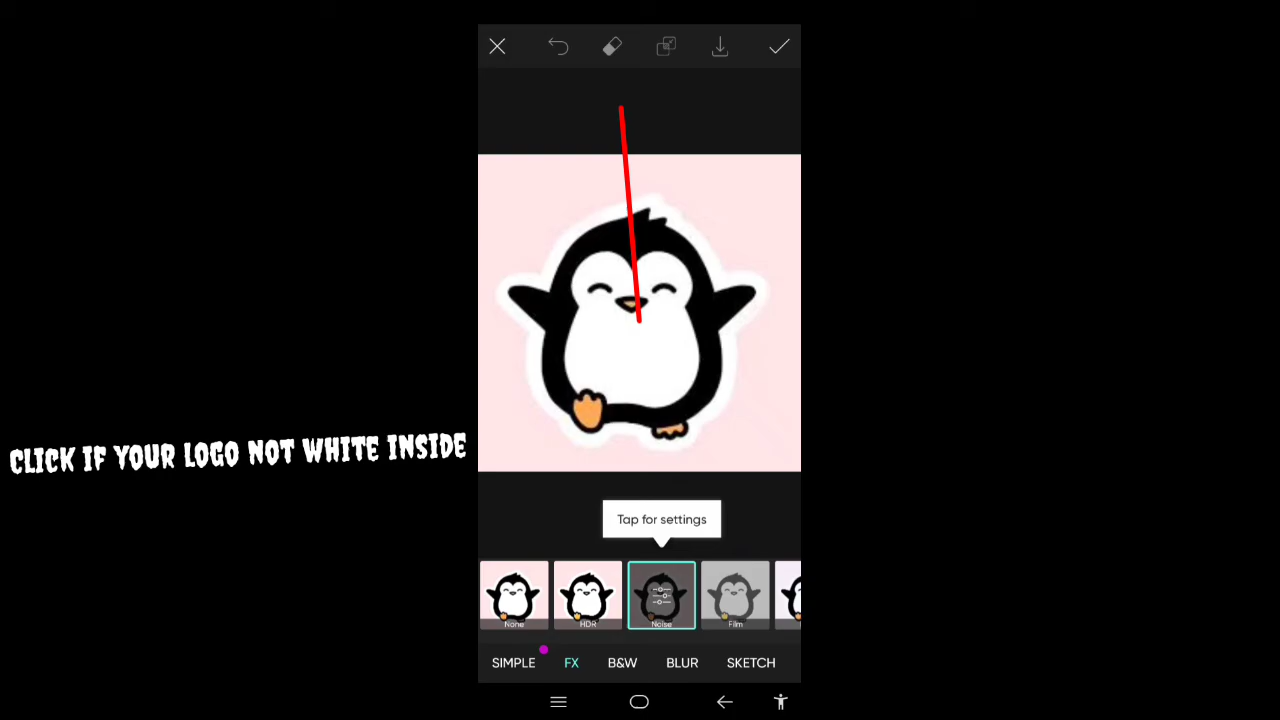 CLICK IF YOUR LOGO NOT WHITE INSIDE
Tap for settings
None HDR Noise Film
SIMPLE FX B&W BLUR SKETCH